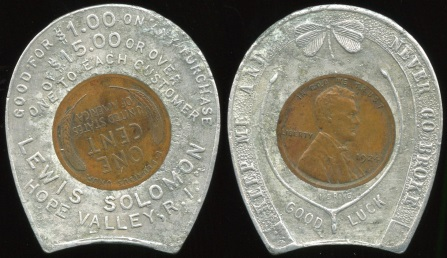 GOOD FOR $1.00 ON PURCHASE
OF $15.00 OR OVER
ONE TO EACH CUSTOMER
ONE
CENT
LEWIS SOLOMON
HOPE VALLEY, R.I.
KEEP ME AND NEVER GO BROKE
LIBERTY
GOOD LUCK